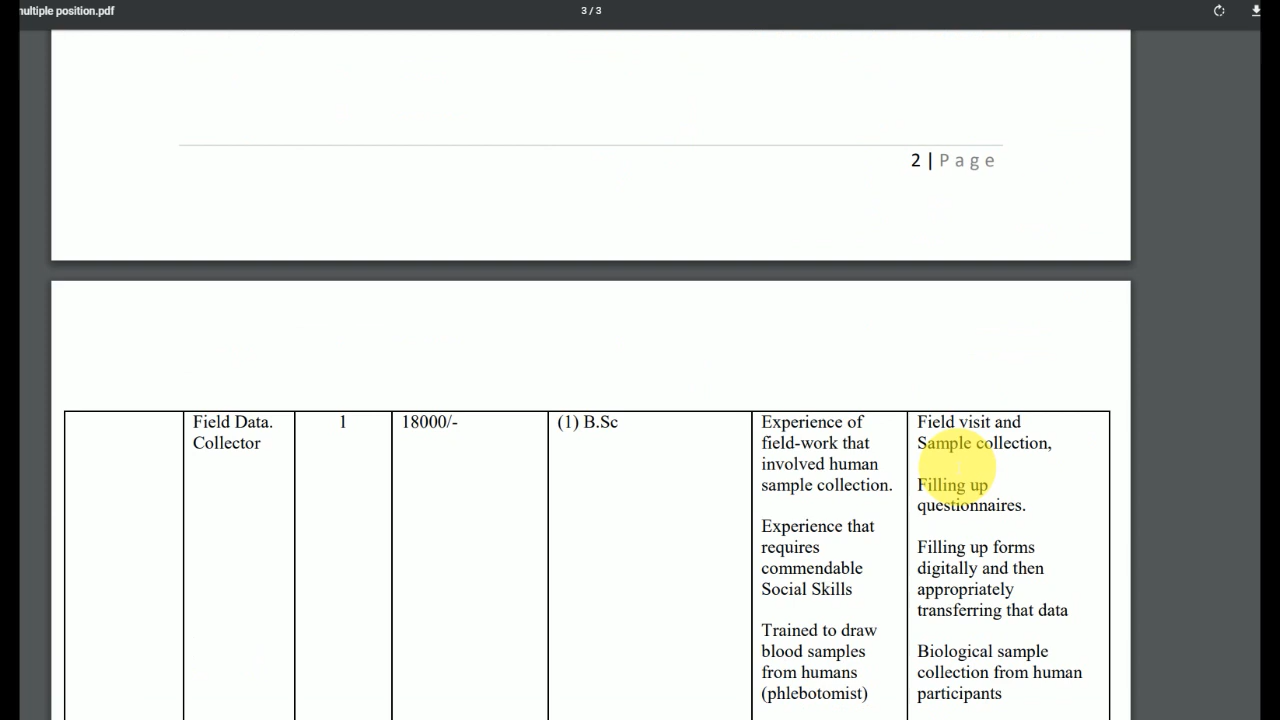 multiple position.pdf
3 / 3
2 | P a g e
Field Data.
Collector
1
18000/-
(1) B.Sc
Experience of
field-work that
involved human
sample collection.
Experience that
requires
commendable
Social Skills
Trained to draw
blood samples
from humans
(phlebotomist)
Field visit and
Sample collection,
Filling up
questionnaires.
Filling up forms
digitally and then
appropriately
transferring that data
Biological sample
collection from human
participants